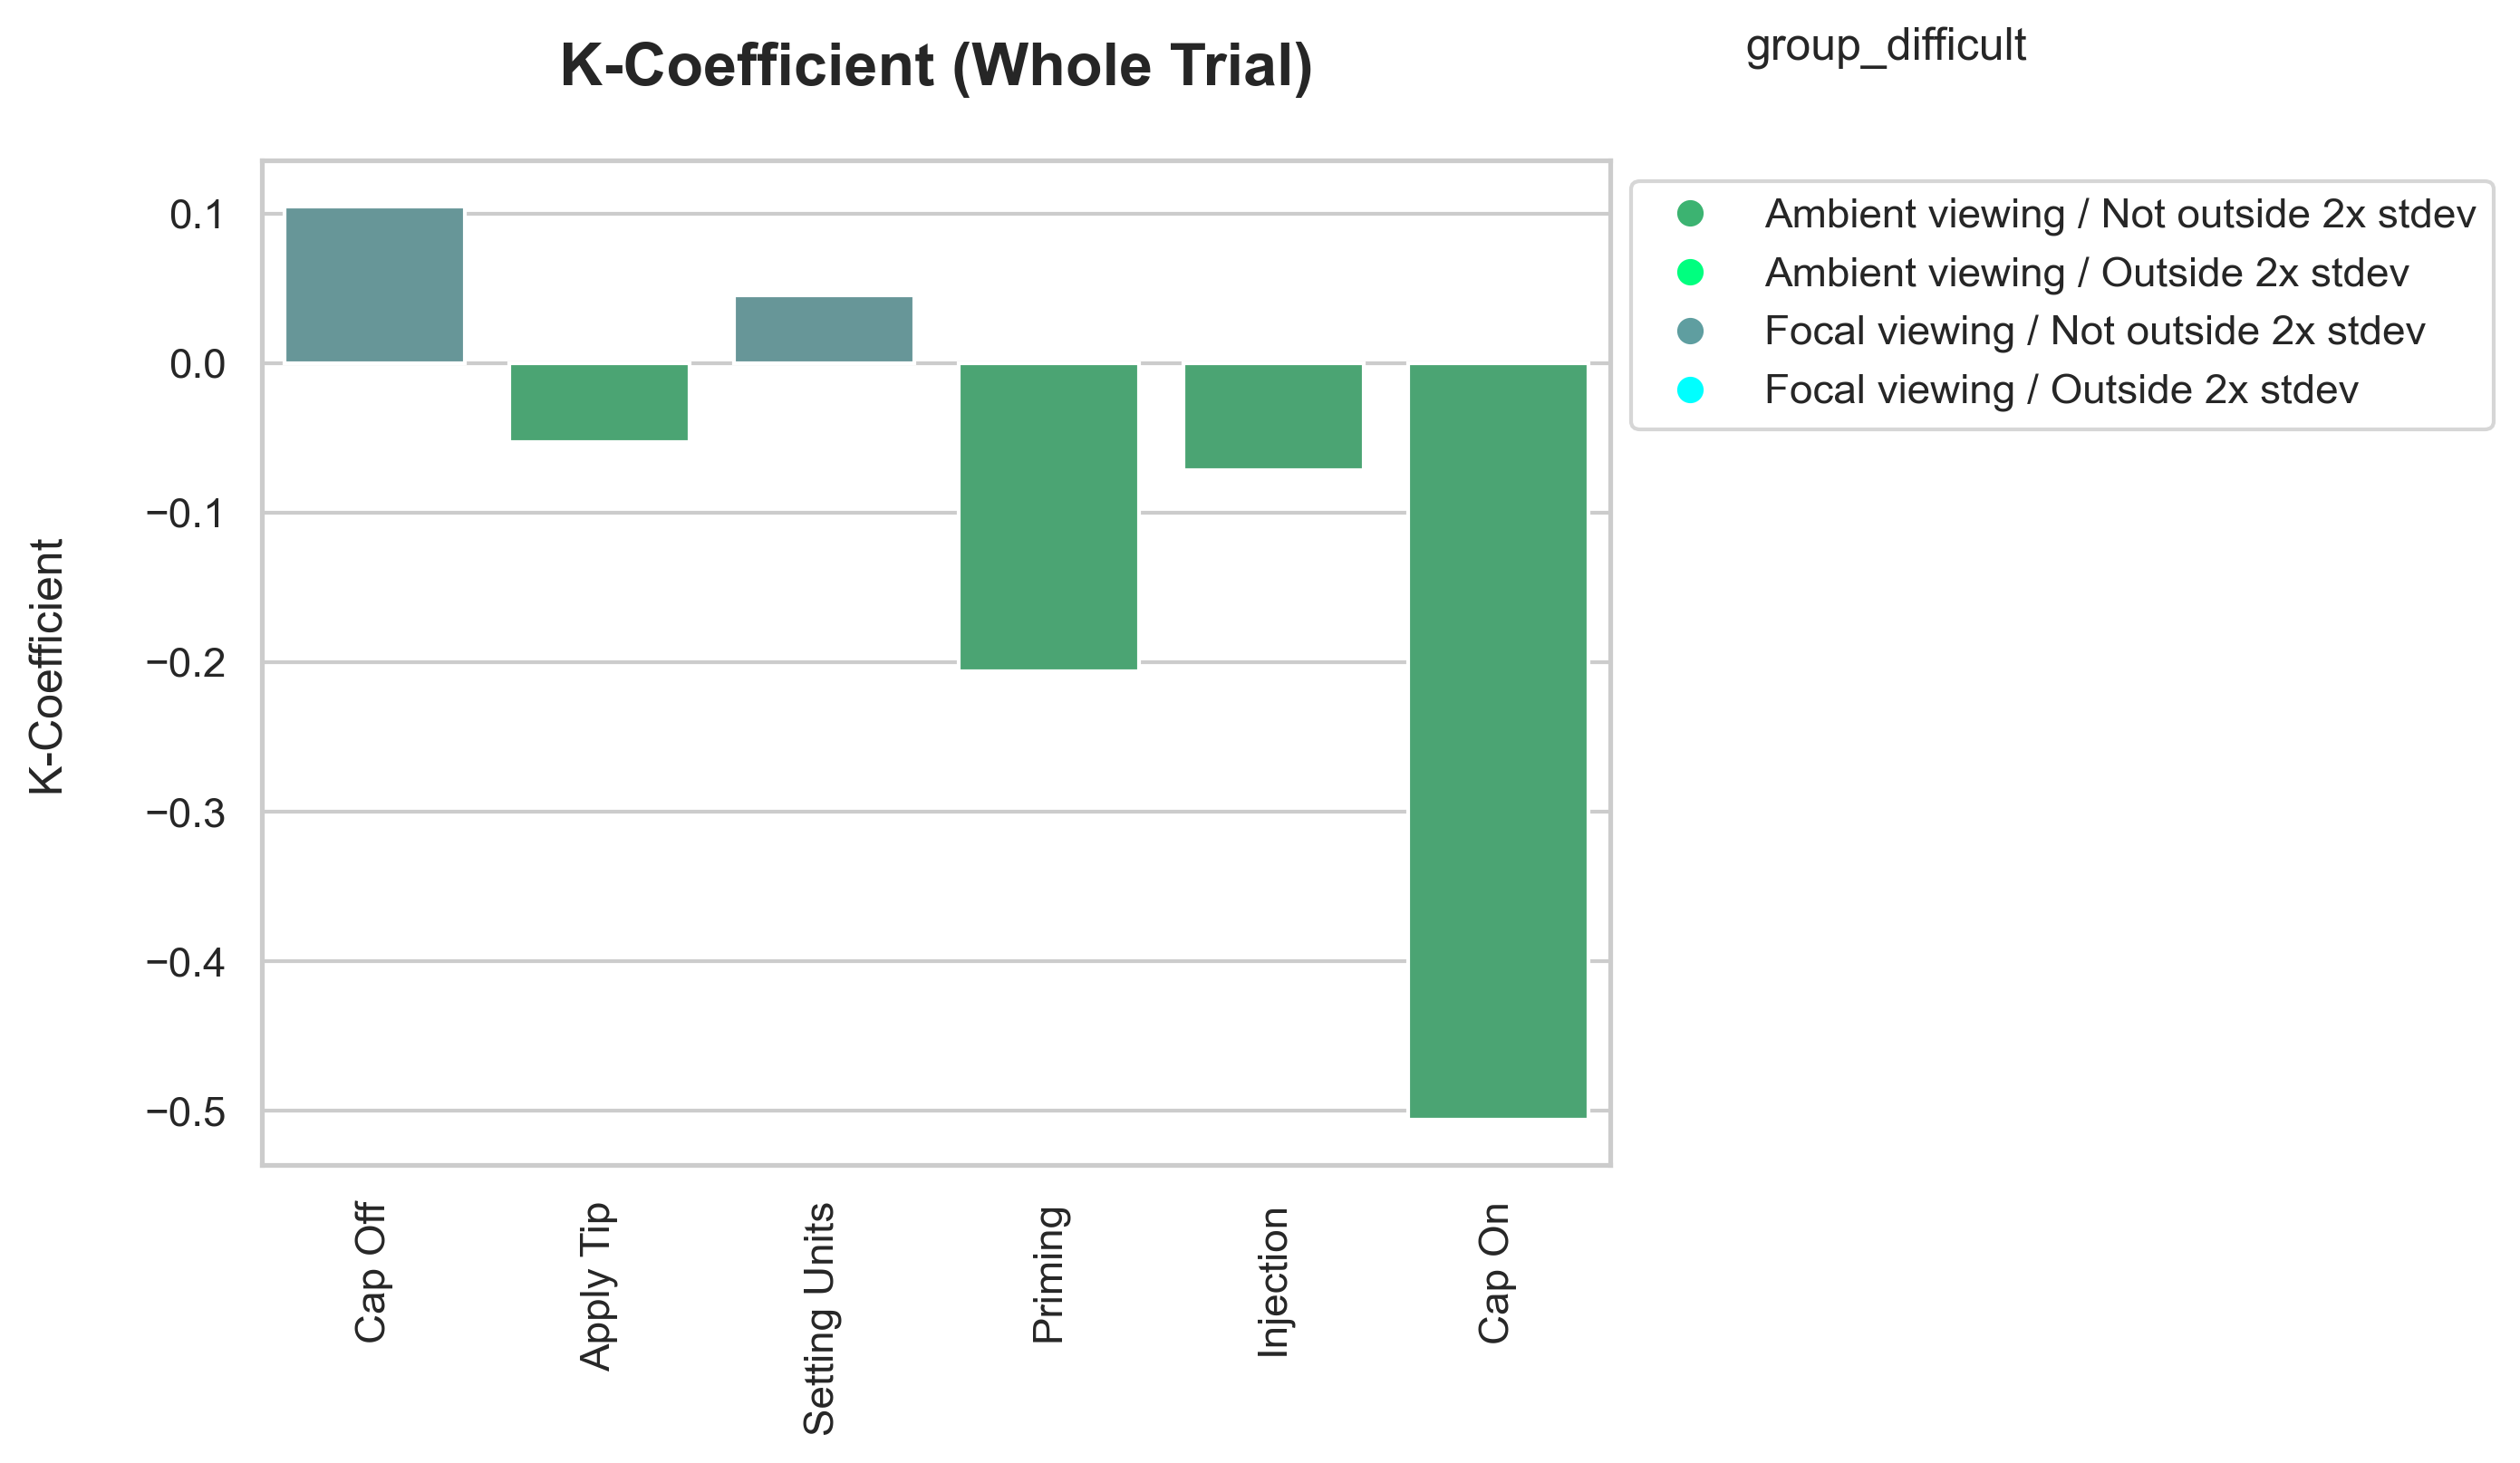 K-Coefficient (Whole Trial)
group_difficult
Ambient viewing / Not outside 2x stdev
Ambient viewing / Outside 2x stdev
Focal viewing / Not outside 2x stdev
Focal viewing / Outside 2x stdev
K-Coefficient
0.1
0.0
−0.1
−0.2
−0.3
−0.4
−0.5
Cap Off
Apply Tip
Setting Units
Priming
Injection
Cap On